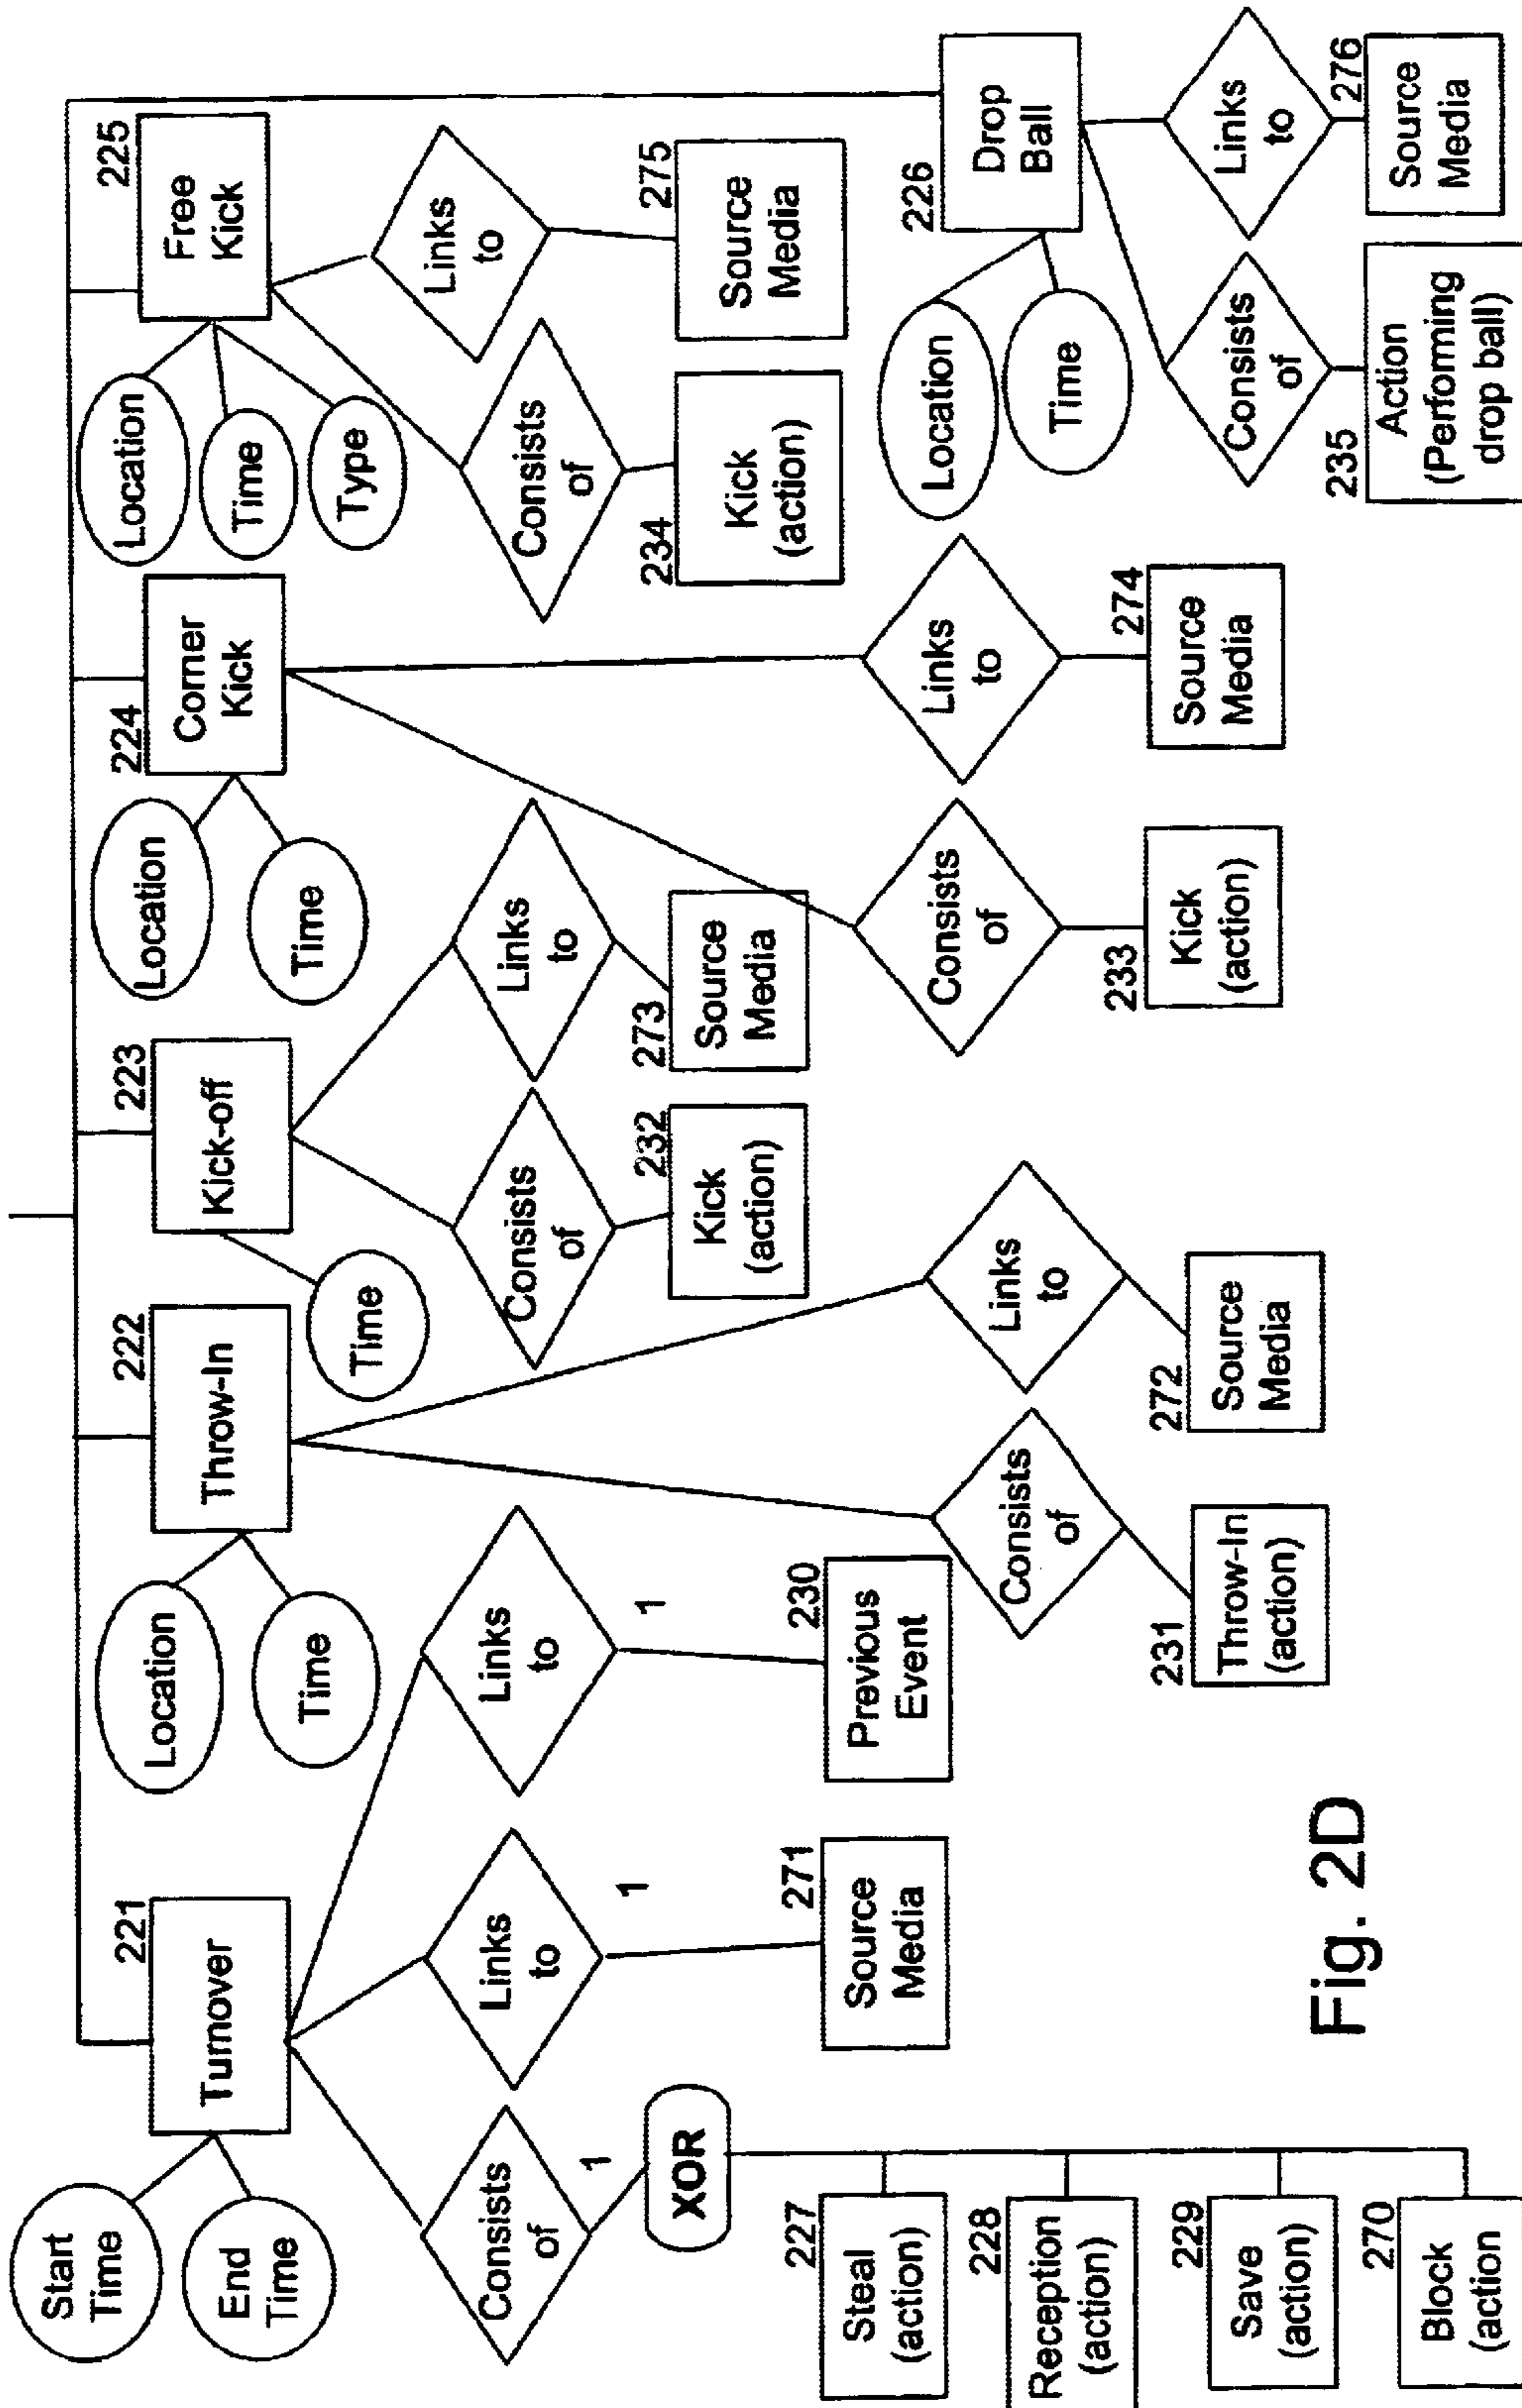 Start
Time
End
Time
221
Turnover
Consists
of
1
XOR
227
Steal
(action)
228
Reception
(action)
229
Save
(action)
270
Block
(action
Links
to
1
271
Source
Media
Links
to
1
230
Previous
Event
Location
Time
222
Throw-In
Consists
of
231
Throw-In
(action)
Links
to
272
Source
Media
Time
223
Kick-off
Consists
of
232
Kick
(action)
Links
to
273
Source
Media
Location
Time
224
Corner
Kick
Consists
of
233
Kick
(action)
Links
to
274
Source
Media
Location
Time
Type
225
Free
Kick
Consists
of
234
Kick
(action)
Links
to
275
Source
Media
Location
Time
226
Drop
Ball
Consists
of
235
Action
(Perfoming
drop ball)
Links
to
276
Source
Media
Fig. 2D